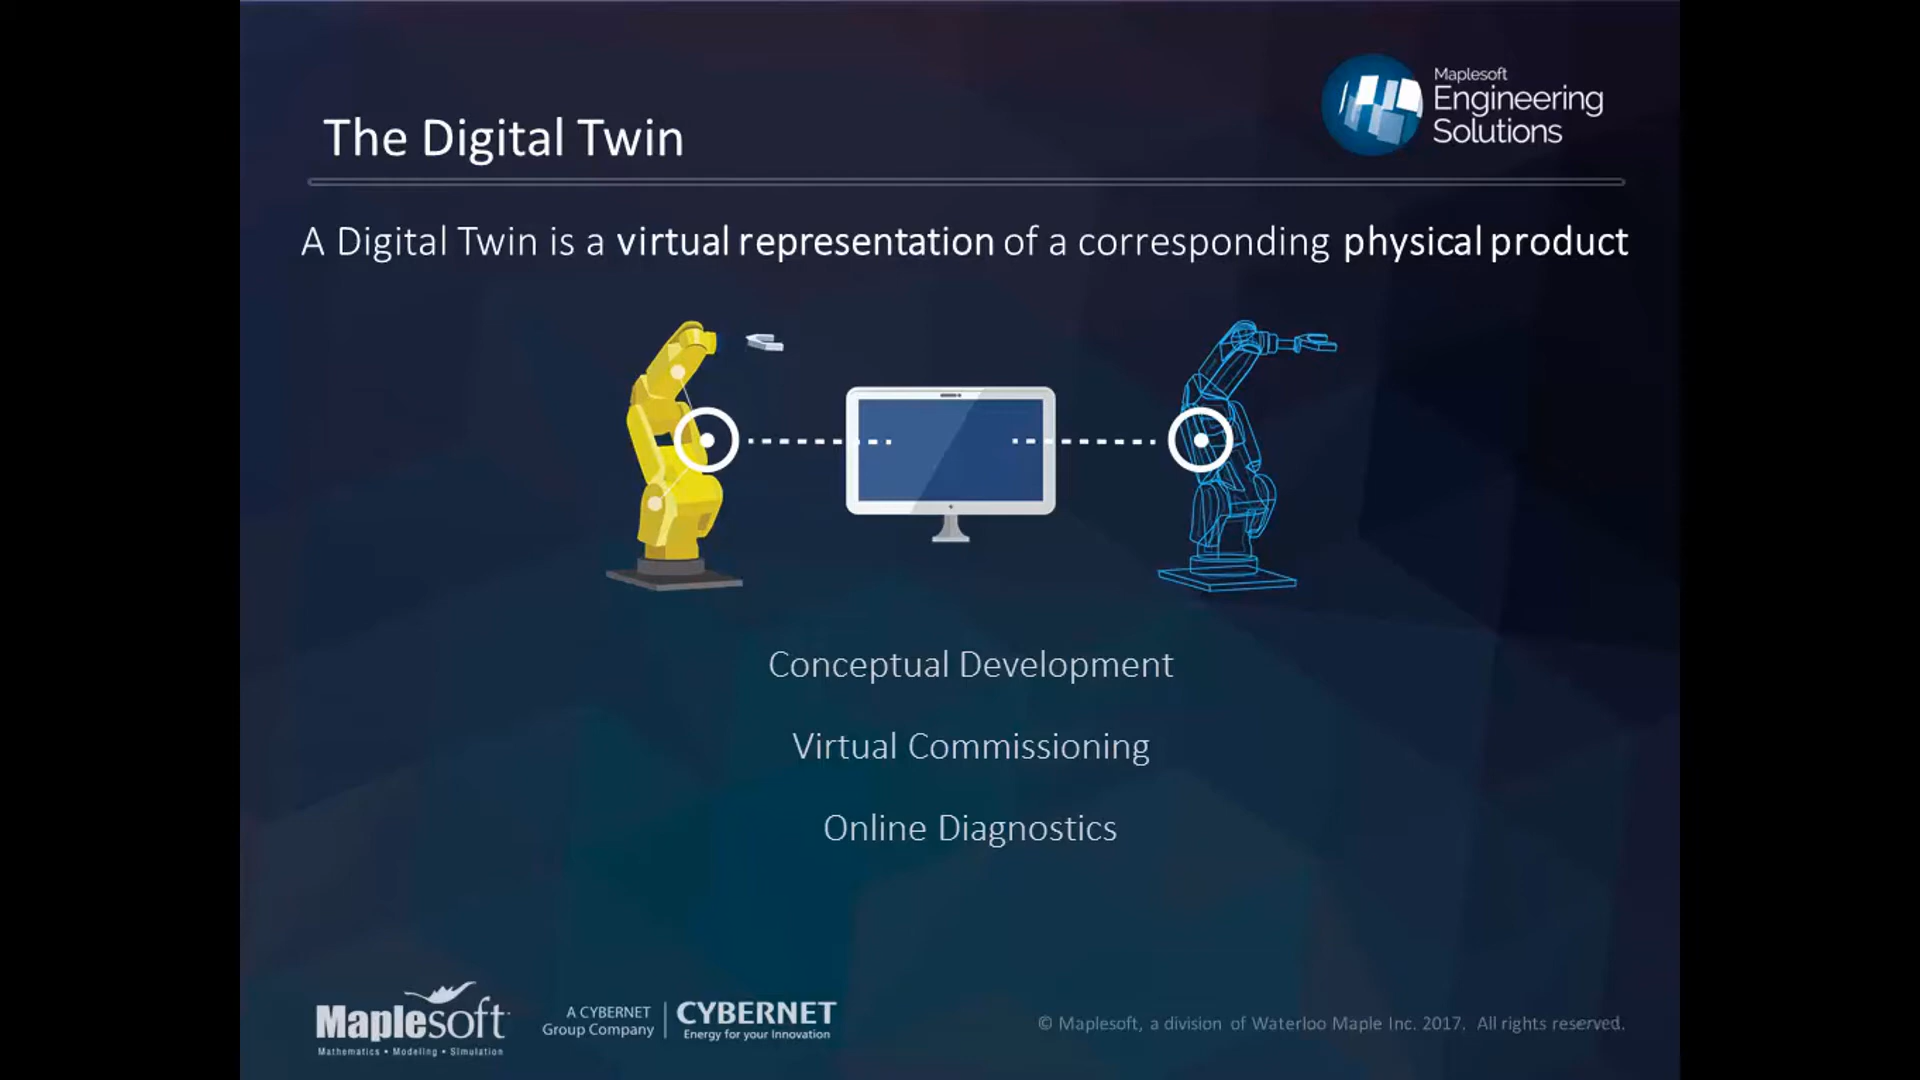 Maplesoft
Engineering
Solutions
The Digital Twin
A Digital Twin is a virtual representation of a corresponding physical product
Conceptual Development
Virtual Commissioning
Online Diagnostics
Maplesoft
Mathematics • Modeling • Simulation
A CYBERNET
Group Company
CYBERNET
Energy for your Innovation
© Maplesoft, a division of Waterloo Maple Inc. 2017. All rights reserved.